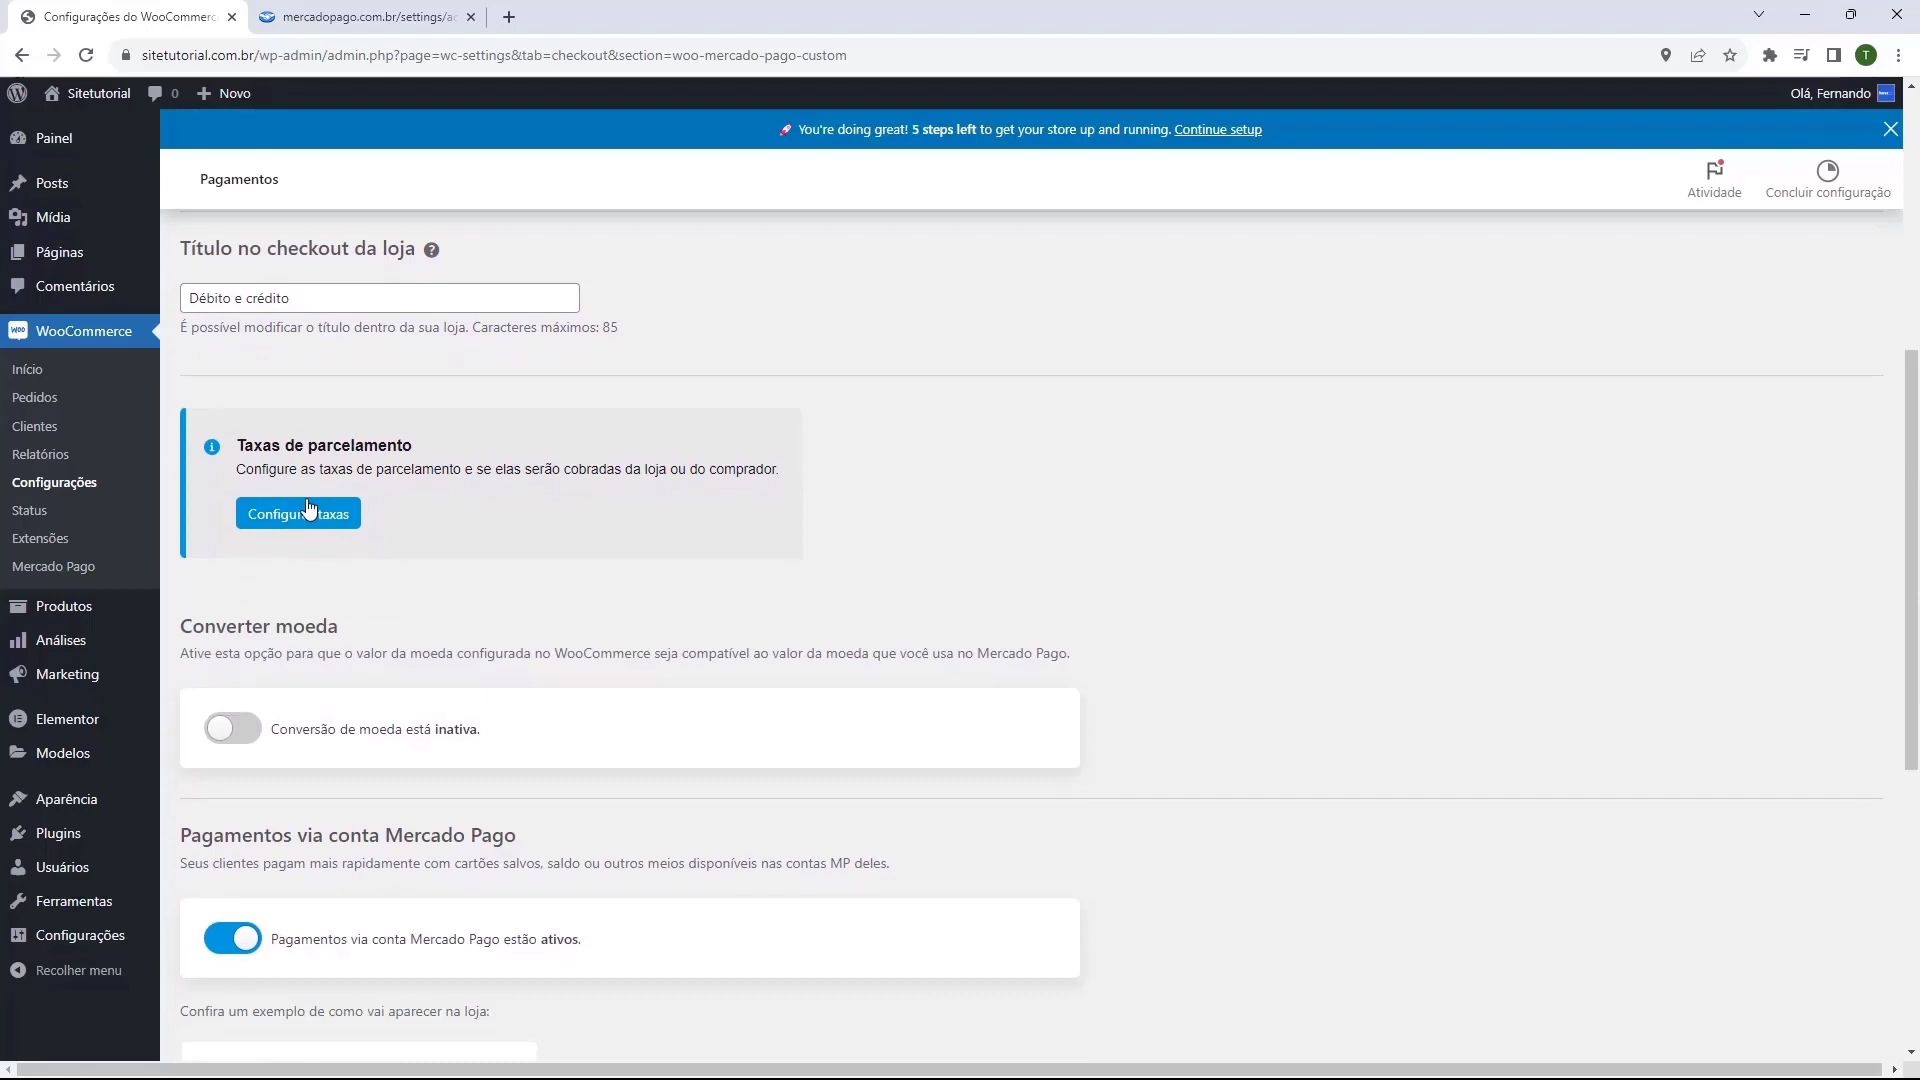 Configurações do WooCommerc
mercadopago.com.br/settings/ac
sitetutorial.com.br/wp-admin/admin.php?page=wc-settings&tab=checkout&section=woo-mercado-pago-custom
T
Sitetutorial
0
Novo
Olá, Fernando
You're doing great! 5 steps left to get your store up and running. Continue setup
Painel
Posts
Mídia
Páginas
Comentários
WooCommerce
Início
Pedidos
Clientes
Relatórios
Configurações
Status
Extensões
Mercado Pago
Produtos
Análises
Marketing
Elementor
Modelos
Aparência
Plugins
Usuários
Ferramentas
Configurações
Recolher menu
Pagamentos
Atividade
Concluir configuração
Título no checkout da loja
Débito e crédito
É possível modificar o título dentro da sua loja. Caracteres máximos: 85
Taxas de parcelamento
Configure as taxas de parcelamento e se elas serão cobradas da loja ou do comprador.
taxas
Converter moeda
Ative esta opção para que o valor da moeda configurada no WooCommerce seja compatível ao valor da moeda que você usa no Mercado Pago.
Conversão de moeda está inativa.
Pagamentos via conta Mercado Pago
Seus clientes pagam mais rapidamente com cartões salvos, saldo ou outros meios disponíveis nas contas MP deles.
Pagamentos via conta Mercado Pago estão ativos.
Confira um exemplo de como vai aparecer na loja: